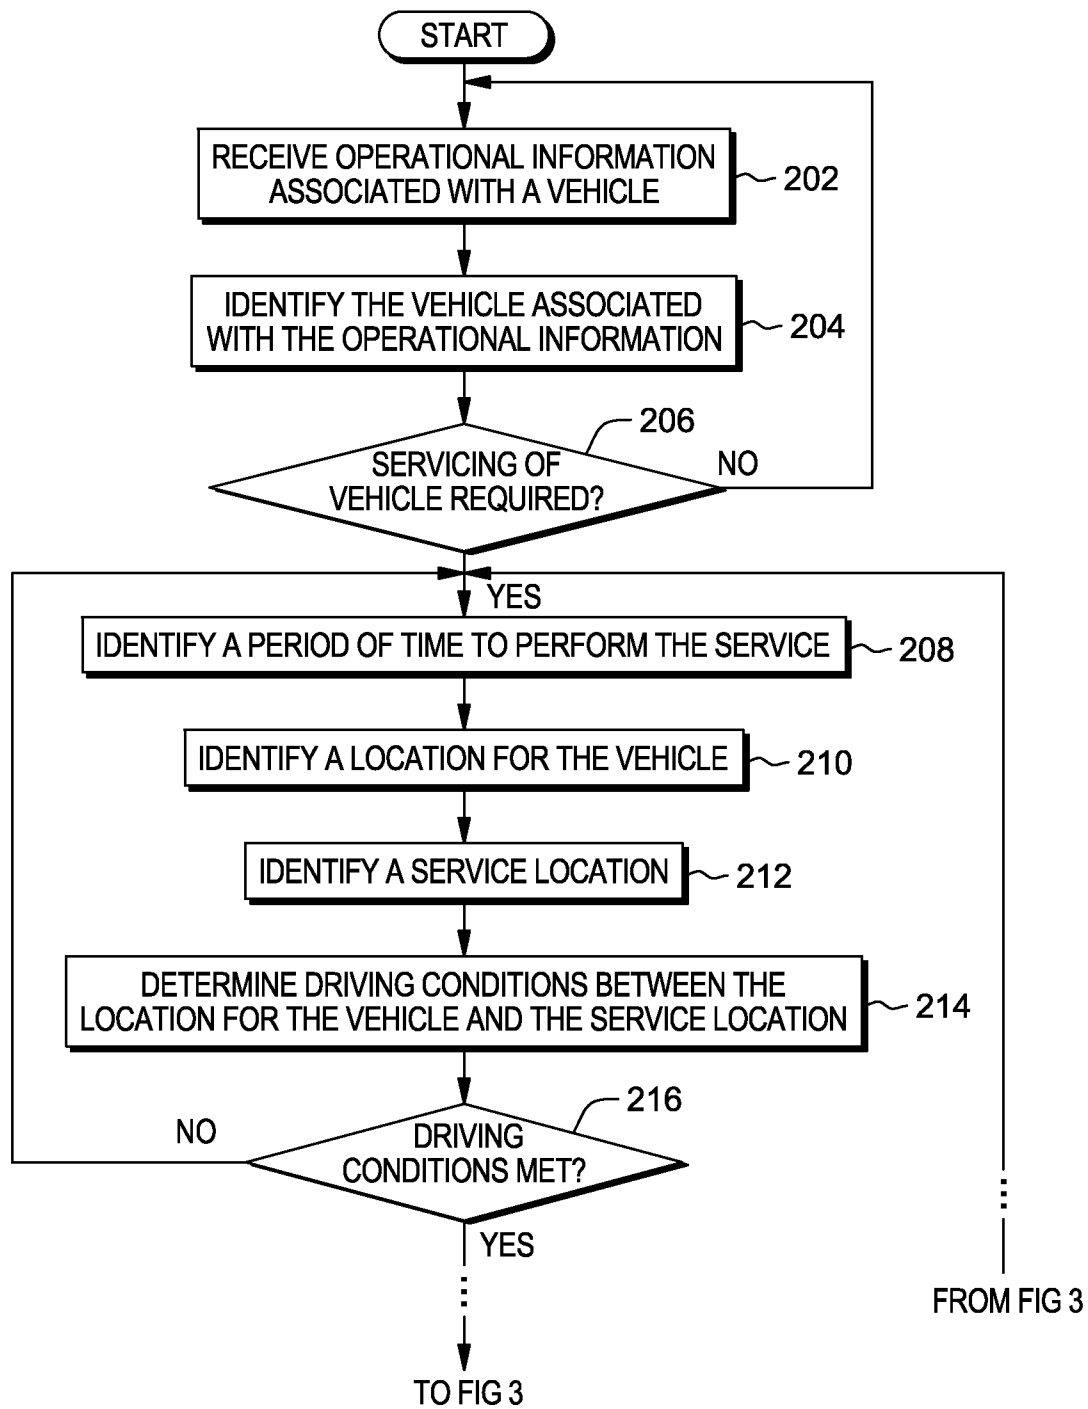 START
RECEIVE OPERATIONAL INFORMATION
ASSOCIATED WITH A VEHICLE
202
IDENTIFY THE VEHICLE ASSOCIATED
WITH THE OPERATIONAL INFORMATION
204
206
SERVICING OF
VEHICLE REQUIRED?
NO
YES
IDENTIFY A PERIOD OF TIME TO PERFORM THE SERVICE
208
IDENTIFY A LOCATION FOR THE VEHICLE
210
IDENTIFY A SERVICE LOCATION
212
DETERMINE DRIVING CONDITIONS BETWEEN THE
LOCATION FOR THE VEHICLE AND THE SERVICE LOCATION
214
216
NO
DRIVING
CONDITIONS MET?
YES
FROM FIG 3
TO FIG 3